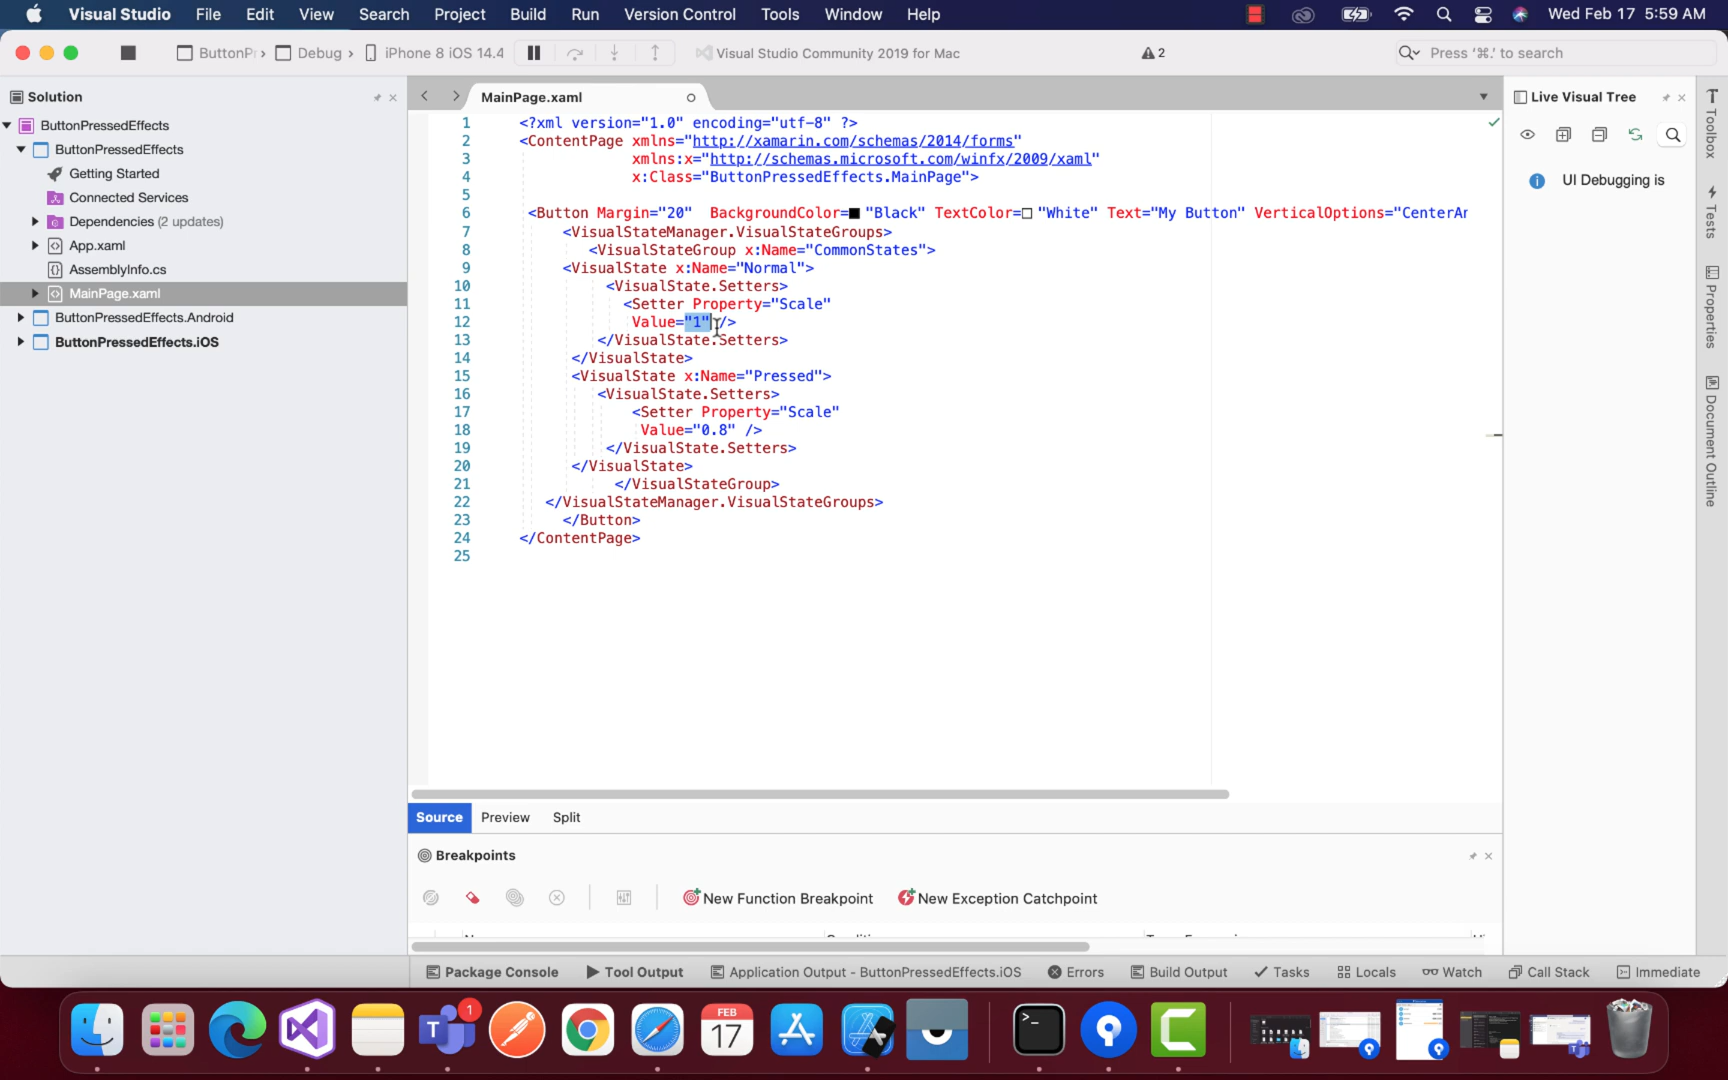 Visual Studio File Edit View Search Project Build Run Version Control Tools Window Help Wed Feb 17 5:59 AM
ButtonP › Debug › iPhone 8 iOS 14.4 Visual Studio Community 2019 for Mac 2 Press '⌘.' to search
Solution
ButtonPressedEffects
ButtonPressedEffects
Getting Started
Connected Services
Dependencies (2 updates)
App.xaml
AssemblyInfo.cs
MainPage.xaml
ButtonPressedEffects.Android
ButtonPressedEffects.iOS
MainPage.xaml
1 <?xml version="1.0" encoding="utf-8" ?>
2 <ContentPage xmlns="http://xamarin.com/schemas/2014/forms"
3 xmlns:x="http://schemas.microsoft.com/winfx/2009/xaml"
4 x:Class="ButtonPressedEffects.MainPage">
5
6 <Button Margin="20" BackgroundColor="Black" TextColor="White" Text="My Button" VerticalOptions="CenterAn
7 <VisualStateManager.VisualStateGroups>
8 <VisualStateGroup x:Name="CommonStates">
9 <VisualState x:Name="Normal">
10 <VisualState.Setters>
11 <Setter Property="Scale"
12 Value="1" />
13 </VisualState.Setters>
14 </VisualState>
15 <VisualState x:Name="Pressed">
16 <VisualState.Setters>
17 <Setter Property="Scale"
18 Value="0.8" />
19 </VisualState.Setters>
20 </VisualState>
21 </VisualStateGroup>
22 </VisualStateManager.VisualStateGroups>
23 </Button>
24 </ContentPage>
25
Source Preview Split
Breakpoints
New Function Breakpoint New Exception Catchpoint
Package Console Tool Output Application Output - ButtonPressedEffects.iOS Errors Build Output Tasks Locals Watch Call Stack Immediate
Live Visual Tree
UI Debugging is
Toolbox
Tests
Properties
Document Outline
1
FEB
17